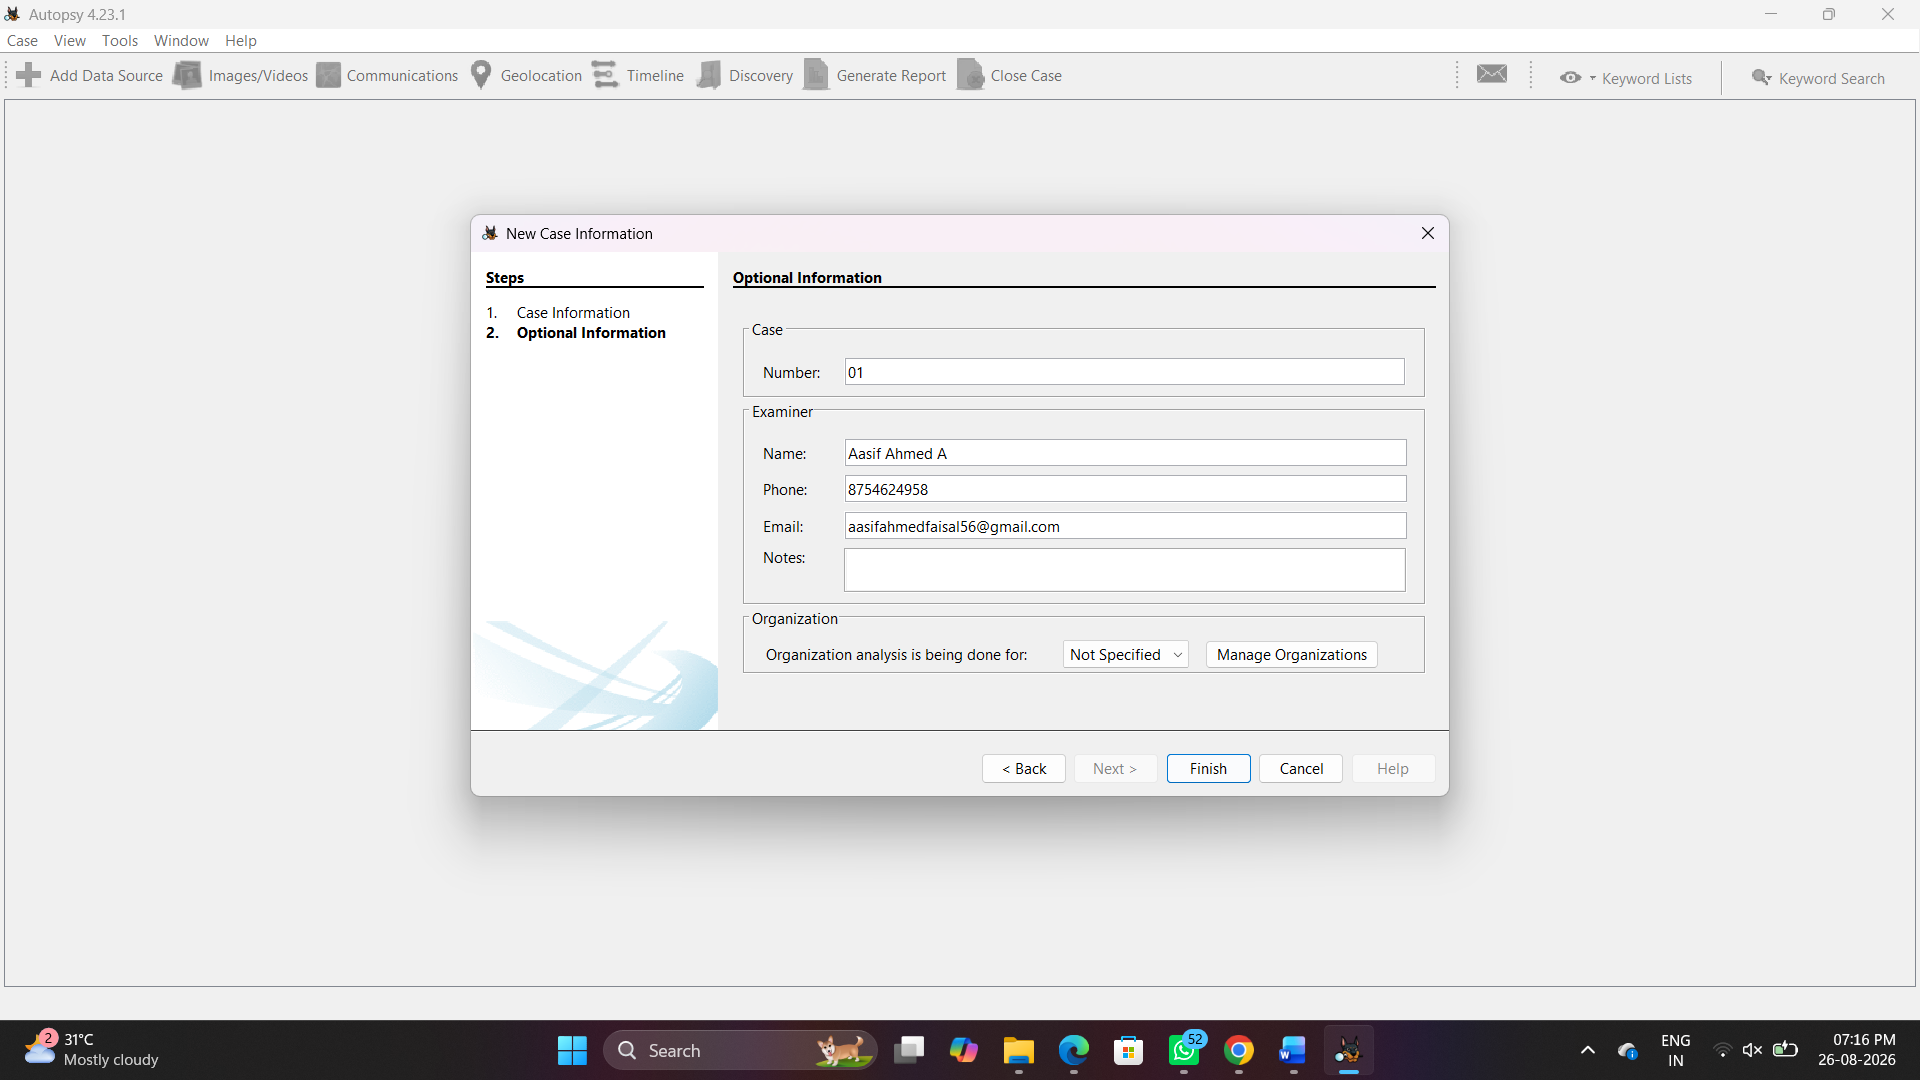 Autopsy 4.23.1
Case View Tools Window Help
Add Data Source Images/Videos Communications Geolocation Timeline Discovery Generate Report Close Case Keyword Lists Keyword Search
New Case Information
Steps
1. Case Information
2. Optional Information
Optional Information
Case
Number: 01
Examiner
Name: Aasif Ahmed A
Phone: 8754624958
Email: aasifahmedfaisal56@gmail.com
Notes:
Organization
Organization analysis is being done for: Not Specified Manage Organizations
< Back Next > Finish Cancel Help
2 31°C
Mostly cloudy
Search
52
ENG
IN
07:16 PM
26-08-2026